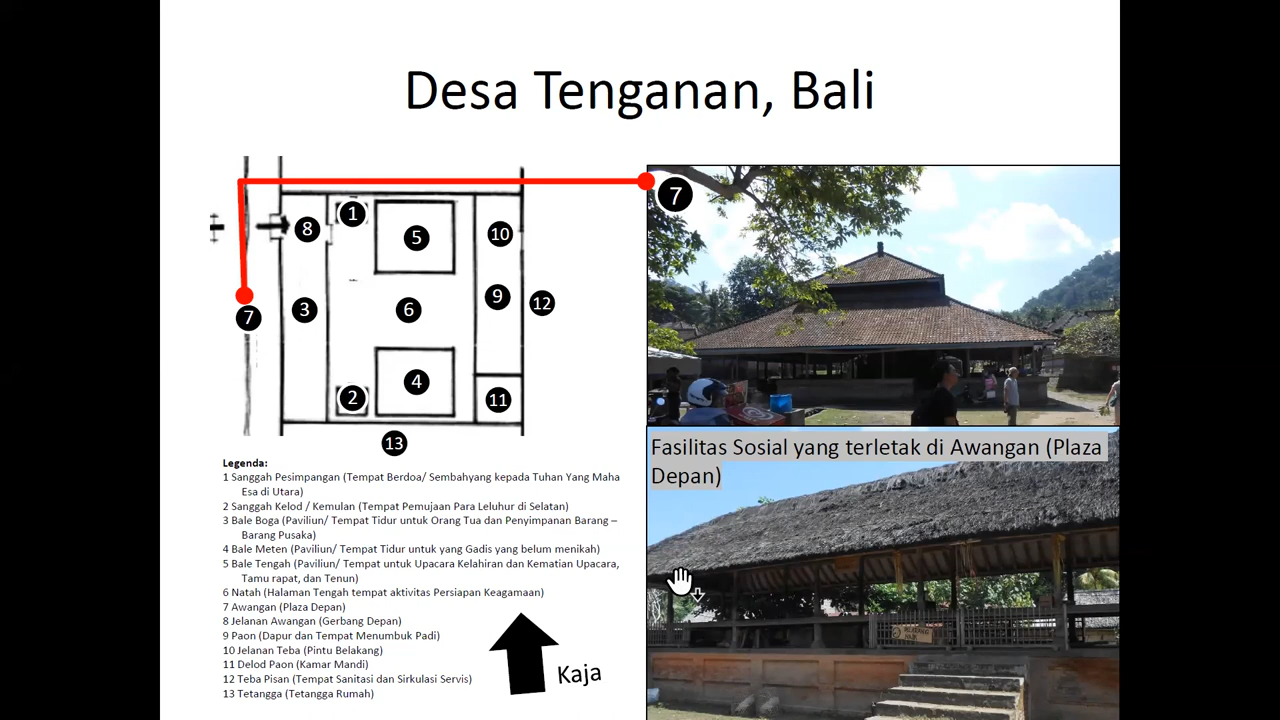 Desa Tenganan, Bali
1
5
8
10
3
6
9
12
7
4
2
11
13
7
Legenda:
1 Sanggah Pesimpangan (Tempat Berdoa/ Sembahyang kepada Tuhan Yang Maha
Esa di Utara)
2 Sanggah Kelod / Kemulan (Tempat Pemujaan Para Leluhur di Selatan)
3 Bale Boga (Paviliun/ Tempat Tidur untuk Orang Tua dan Penyimpanan Barang –
Barang Pusaka)
4 Bale Meten (Paviliun/ Tempat Tidur untuk yang Gadis yang belum menikah)
5 Bale Tengah (Paviliun/ Tempat untuk Upacara Kelahiran dan Kematian Upacara,
Tamu rapat, dan Tenun)
6 Natah (Halaman Tengah tempat aktivitas Persiapan Keagamaan)
7 Awangan (Plaza Depan)
8 Jelanan Awangan (Gerbang Depan)
9 Paon (Dapur dan Tempat Menumbuk Padi)
10 Jelanan Teba (Pintu Belakang)
11 Delod Paon (Kamar Mandi)
12 Teba Pisan (Tempat Sanitasi dan Sirkulasi Servis)
13 Tetangga (Tetangga Rumah)
Kaja
Fasilitas Sosial yang terletak di Awangan (Plaza
Depan)